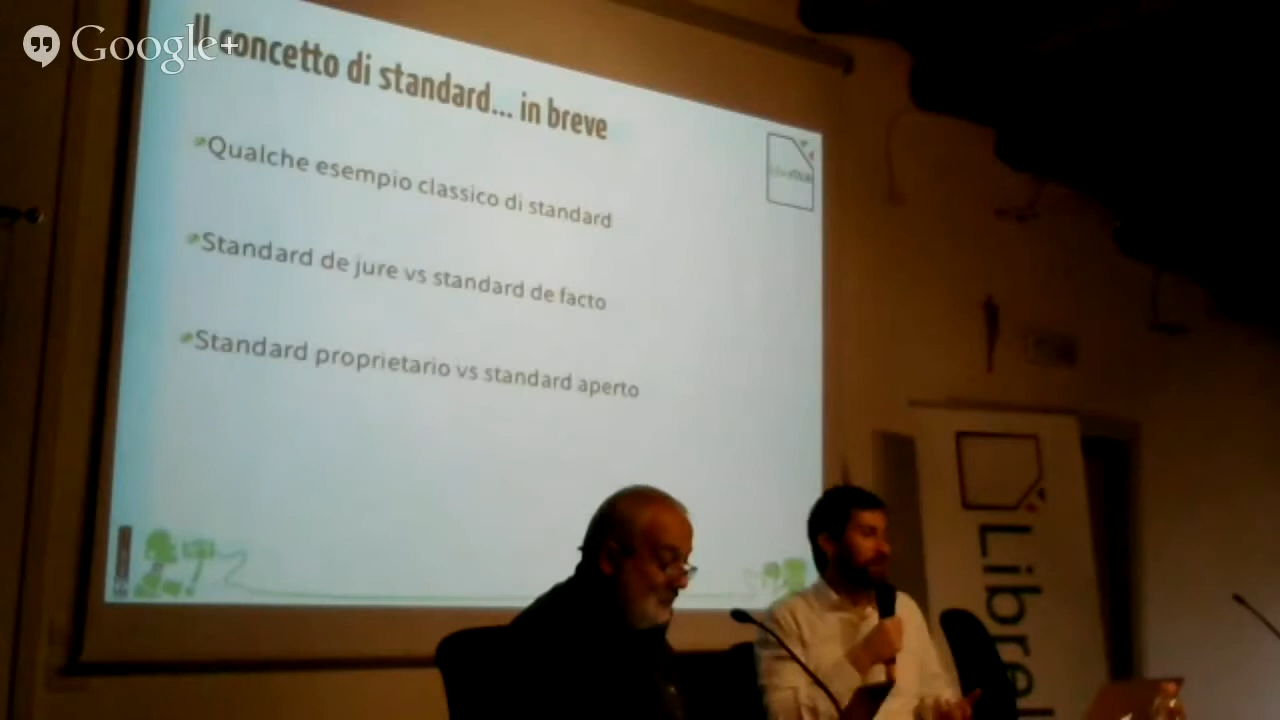 Google+
Il concetto di standard... in breve
Qualche esempio classico di standard
Standard de jure vs standard de facto
Standard proprietario vs standard aperto